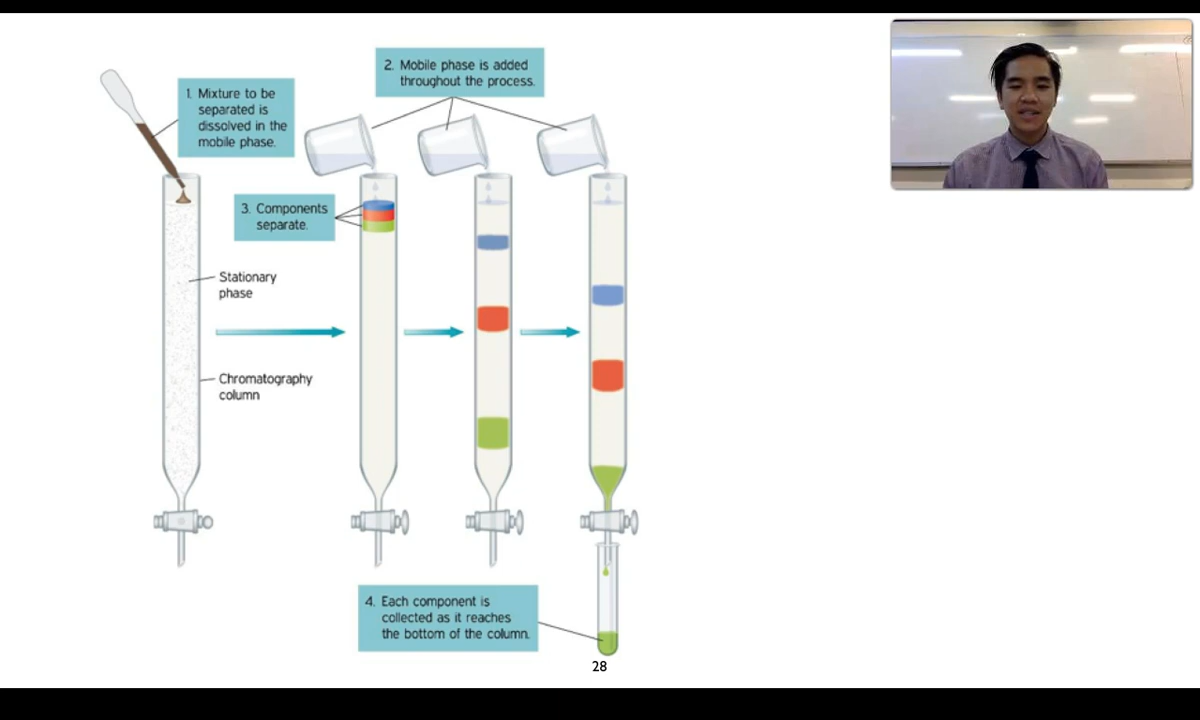 1. Mixture to be
separated is
dissolved in the
mobile phase.
2. Mobile phase is added
throughout the process.
3. Components
separate.
Stationary
phase
Chromatography
column
4. Each component is
collected as it reaches
the bottom of the column.
28